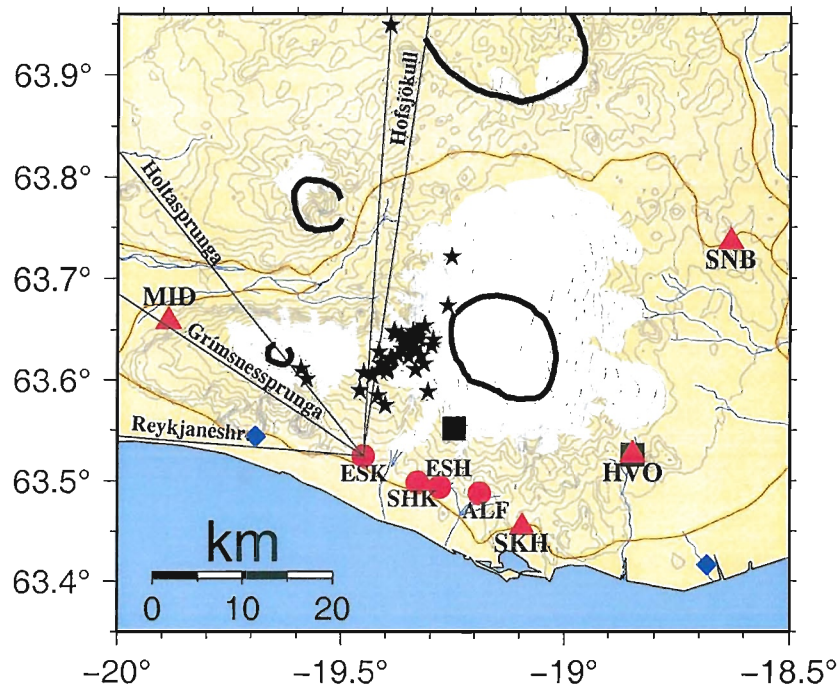 63.9°
63.8°
63.7°
63.6°
63.5°
63.4°
Hofsjökull
Holtasprunga
SNB
MID
Grímsnessprunga
Reykjaneshr
ESK
ESH
SHK
ALF
HVO
SKH
km
0 10 20
-20° -19.5° -19° -18.5°